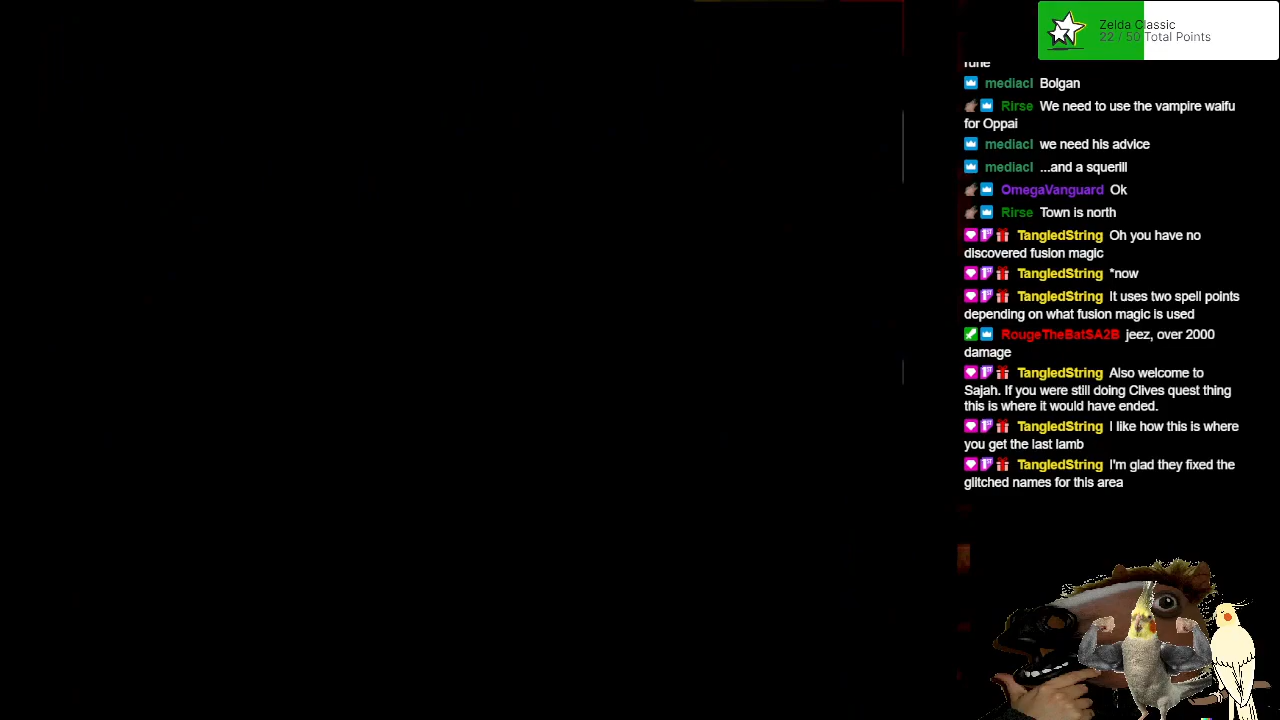 Zelda Classic
22 / 50 Total Points
rune
mediacl Bolgan
Rirse We need to use the vampire waifu
for Oppai
mediacl we need his advice
mediacl ...and a squerill
OmegaVanguard Ok
Rirse Town is north
TangledString Oh you have no
discovered fusion magic
TangledString *now
TangledString It uses two spell points
depending on what fusion magic is used
RougeTheBatSA2B jeez, over 2000
damage
TangledString Also welcome to
Sajah. If you were still doing Clives quest thing
this is where it would have ended.
TangledString I like how this is where
you get the last lamb
TangledString I'm glad they fixed the
glitched names for this area